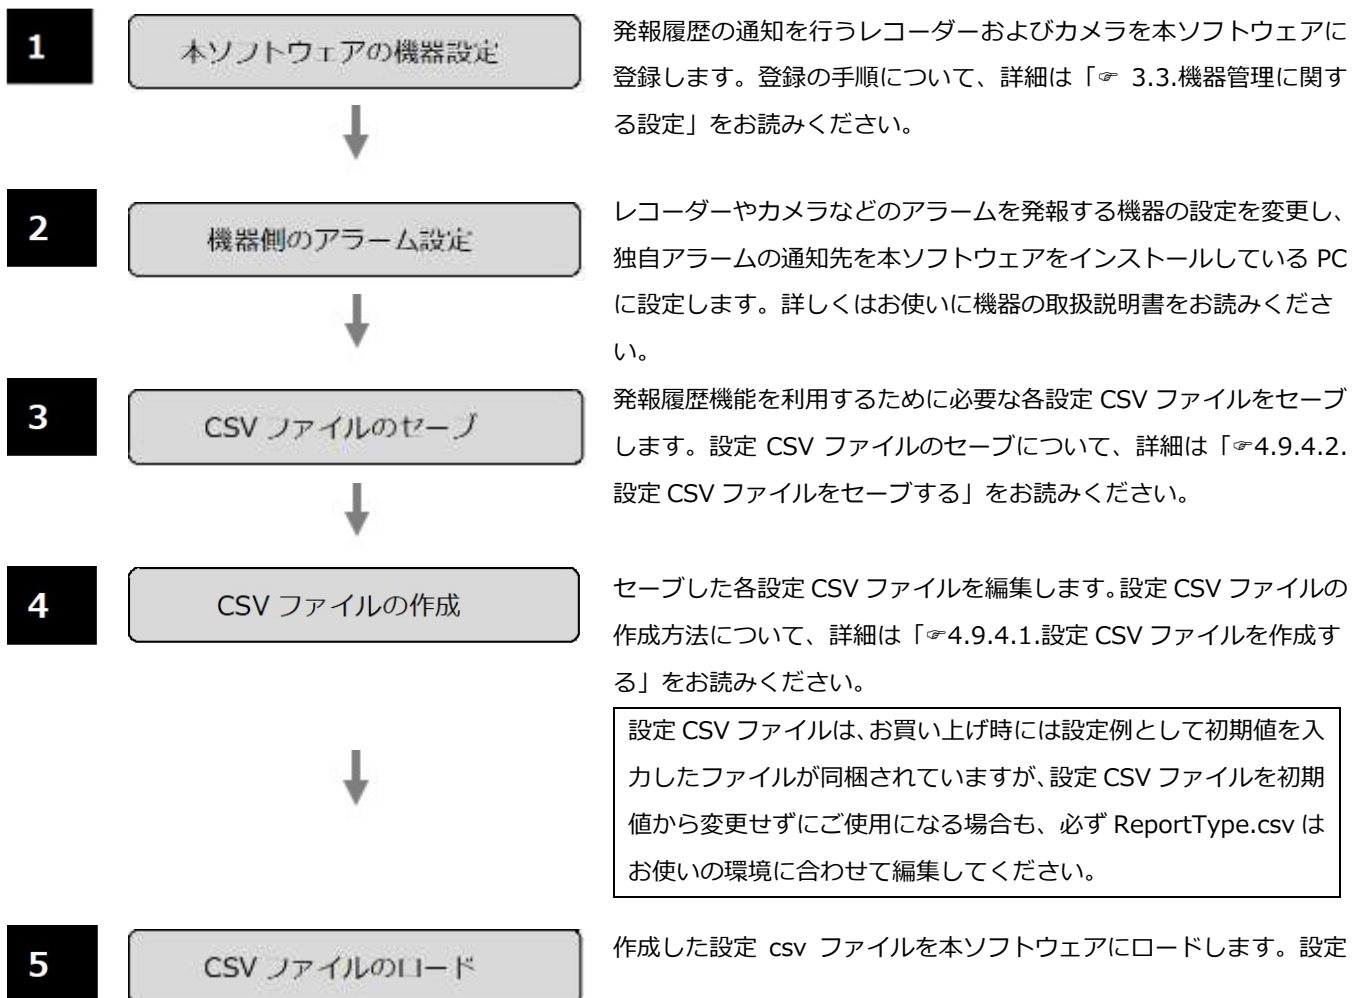 1
本ソフトウェアの機器設定
発報履歴の通知を行うレコーダーおよびカメラを本ソフトウェアに
登録します。登録の手順について、詳細は「☞ 3.3.機器管理に関す
る設定」をお読みください。
2
機器側のアラーム設定
レコーダーやカメラなどのアラームを発報する機器の設定を変更し、
独自アラームの通知先を本ソフトウェアをインストールしている PC
に設定します。詳しくはお使いに機器の取扱説明書をお読みくださ
い。
3
CSV ファイルのセーブ
発報履歴機能を利用するために必要な各設定 CSV ファイルをセーブ
します。設定 CSV ファイルのセーブについて、詳細は「☞4.9.4.2.
設定 CSV ファイルをセーブする」をお読みください。
4
CSV ファイルの作成
セーブした各設定 CSV ファイルを編集します。設定 CSV ファイルの
作成方法について、詳細は「☞4.9.4.1.設定 CSV ファイルを作成す
る」をお読みください。
設定 CSV ファイルは、お買い上げ時には設定例として初期値を入
力したファイルが同梱されていますが、設定 CSV ファイルを初期
値から変更せずにご使用になる場合も、必ず ReportType.csv は
お使いの環境に合わせて編集してください。
5
CSV ファイルのロード
作成した設定 csv ファイルを本ソフトウェアにロードします。設定